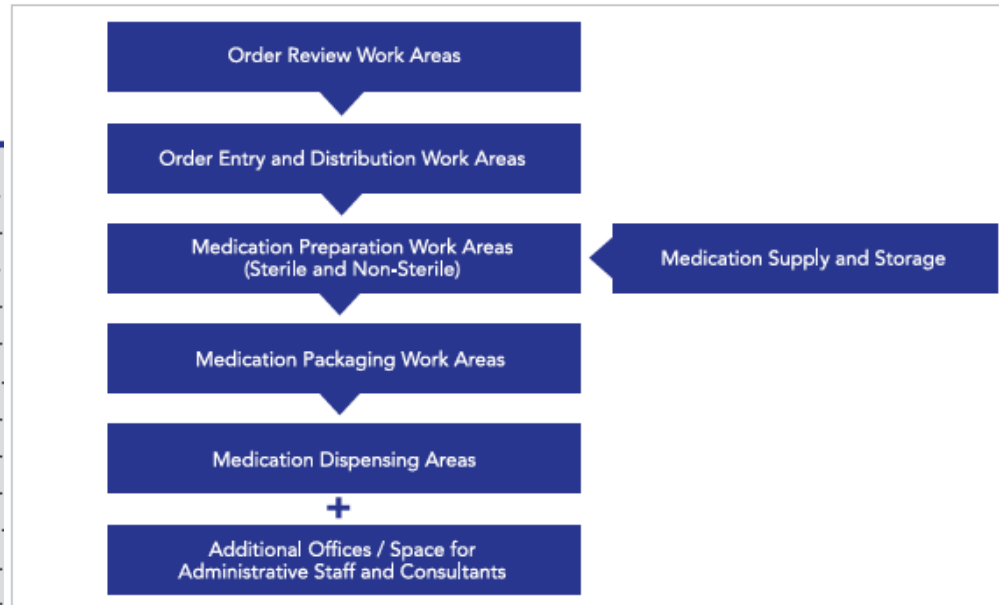 Order Review Work Areas
Order Entry and Distribution Work Areas
Medication Preparation Work Areas
(Sterile and Non-Sterile)
Medication Supply and Storage
Medication Packaging Work Areas
Medication Dispensing Areas
+
Additional Offices / Space for
Administrative Staff and Consultants